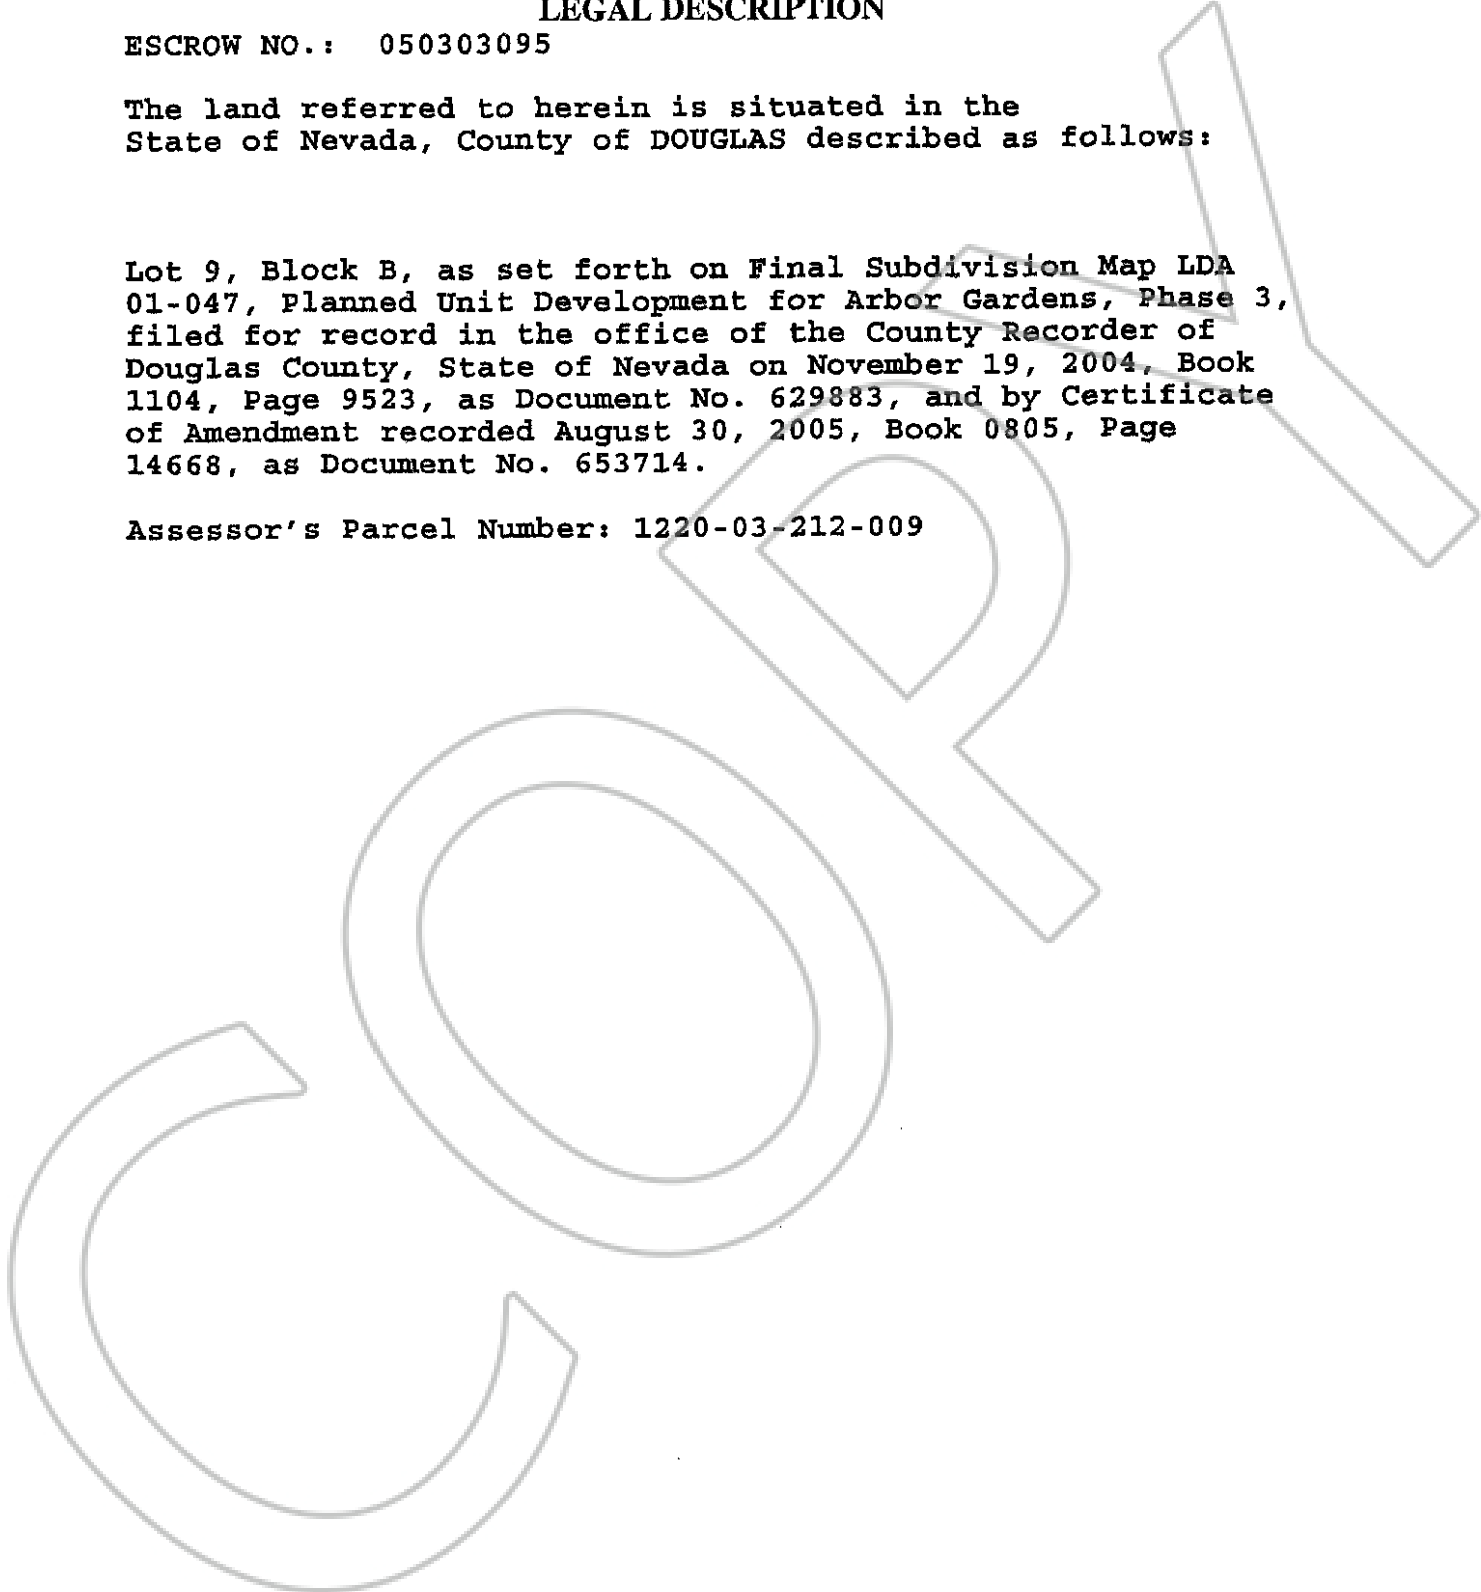 LEGAL DESCRIPTION
ESCROW NO.: 050303095
The land referred to herein is situated in the
State of Nevada, County of DOUGLAS described as follows:
Lot 9, Block B, as set forth on Final Subdivision Map LDA
01-047, Planned Unit Development for Arbor Gardens, Phase 3,
filed for record in the office of the County Recorder of
Douglas County, State of Nevada on November 19, 2004, Book
1104, Page 9523, as Document No. 629883, and by Certificate
of Amendment recorded August 30, 2005, Book 0805, Page
14668, as Document No. 653714.
Assessor's Parcel Number: 1220-03-212-009
COPY